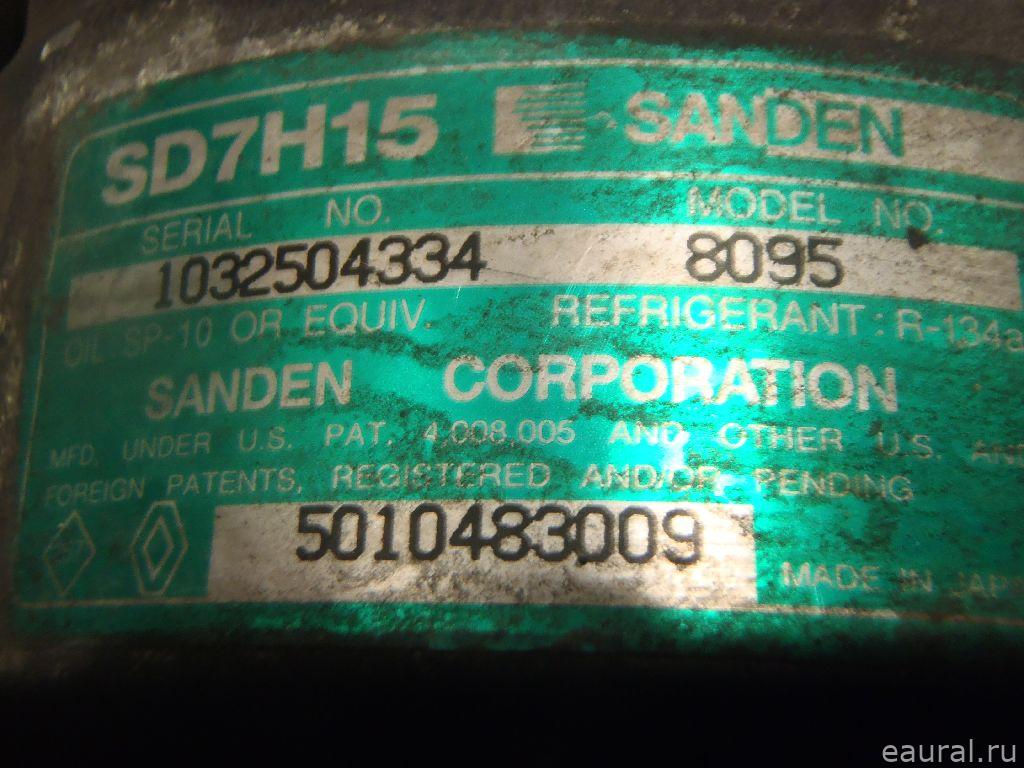 SD7H15 SANDEN
SERIAL NO. MODEL NO.
1032504334 8095
OIL: SP-10 OR EQUIV. REFRIGERANT: R-134a
SANDEN CORPORATION
MFD. UNDER U.S. PAT. 4.008.005 AND OTHER U.S. AND
FOREIGN PATENTS, REGISTERED AND/OR PENDING
5010483009
MADE IN JAP
eaural.ru